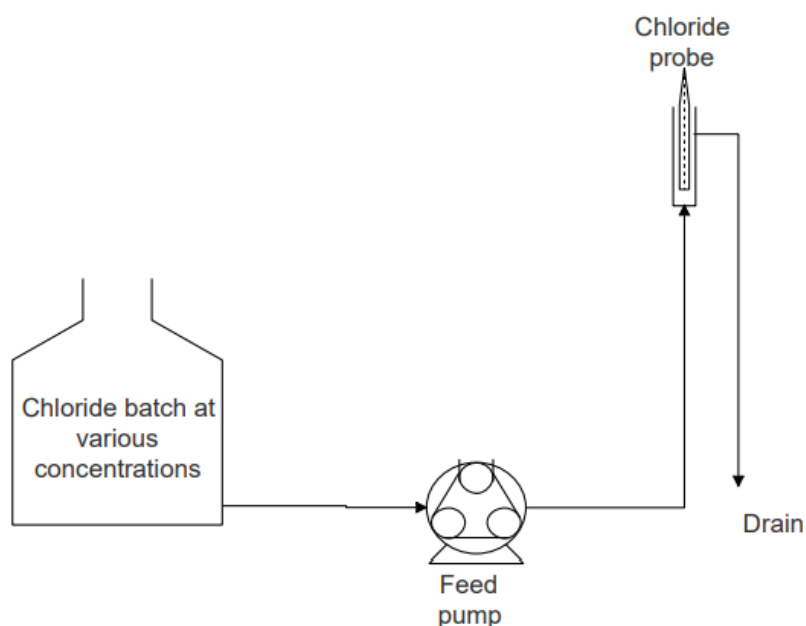 Chloride
probe
Chloride batch at
various
concentrations
Drain
Feed
pump